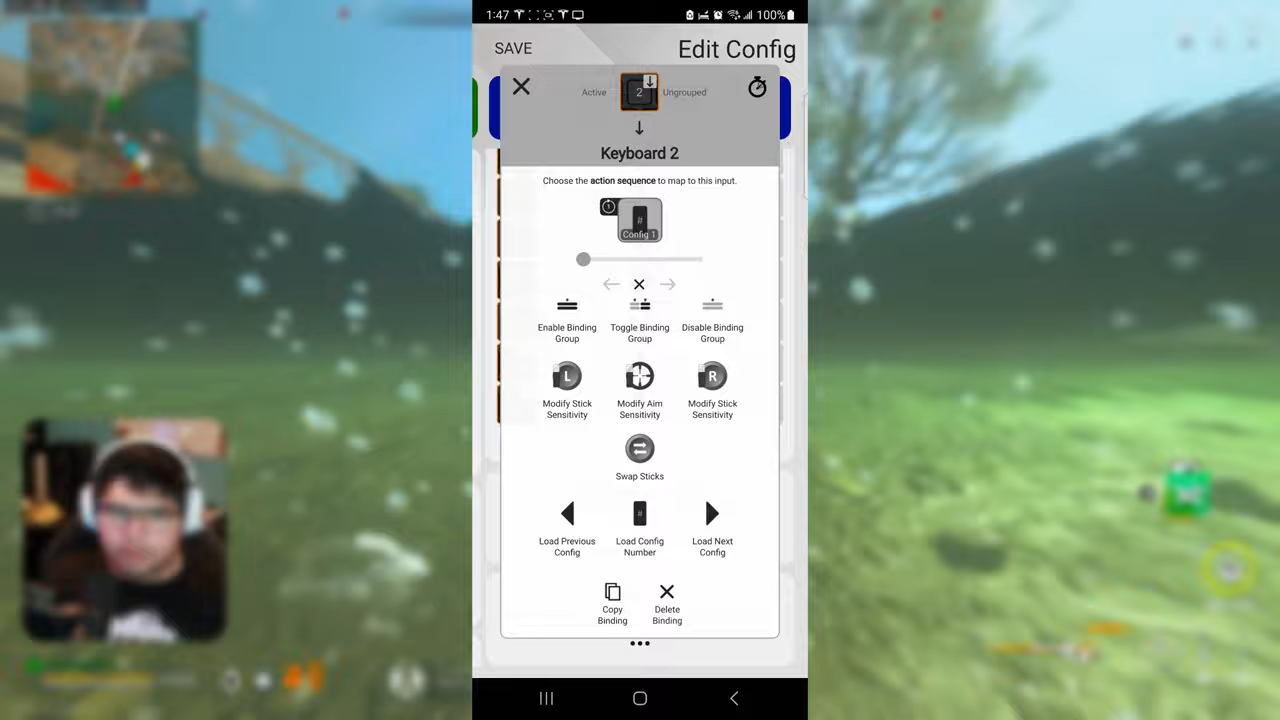 1:47
100%
SAVE
Edit Config
Active
2
Ungrouped
Keyboard 2
Choose the action sequence to map to this input.
1
#
Config 1
Enable Binding Group
Toggle Binding Group
Disable Binding Group
L
R
Modify Stick Sensitivity
Modify Aim Sensitivity
Modify Stick Sensitivity
Swap Sticks
#
Load Previous Config
Load Config Number
Load Next Config
Copy Binding
Delete Binding